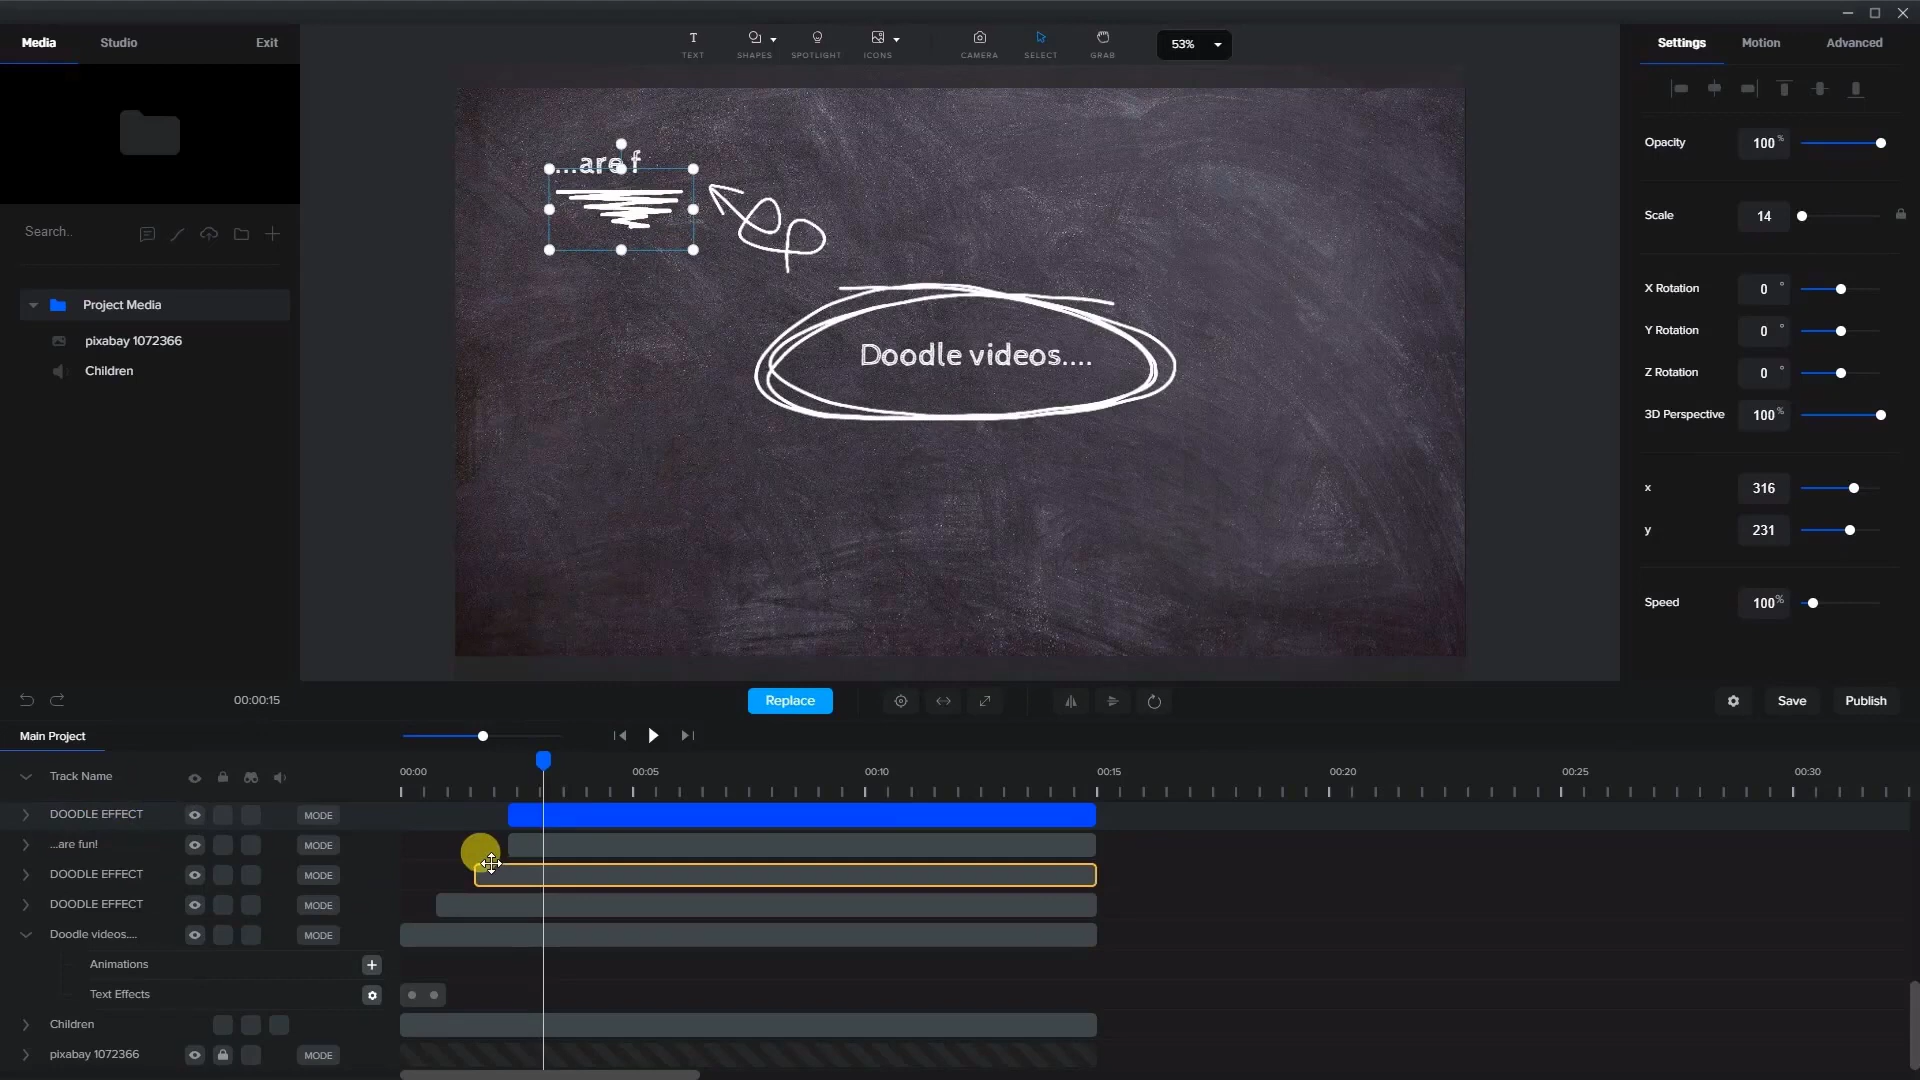 Media Studio Exit
TEXT SHAPES SPOTLIGHT ICONS CAMERA SELECT GRAB 53%
Settings Motion Advanced
Search..
Project Media
pixabay 1072366
Children
...are f
Doodle videos....
Opacity 100 %
Scale 14
X Rotation 0 °
Y Rotation 0 °
Z Rotation 0 °
3D Perspective 100 %
x 316
y 231
Speed 100 %
00:00:15 Replace Save Publish
Main Project
Track Name 00:00 00:05 00:10 00:15 00:20 00:25 00:30
DOODLE EFFECT MODE
...are fun! MODE
DOODLE EFFECT MODE
DOODLE EFFECT MODE
Doodle videos.... MODE
Animations
Text Effects
Children
pixabay 1072366 MODE